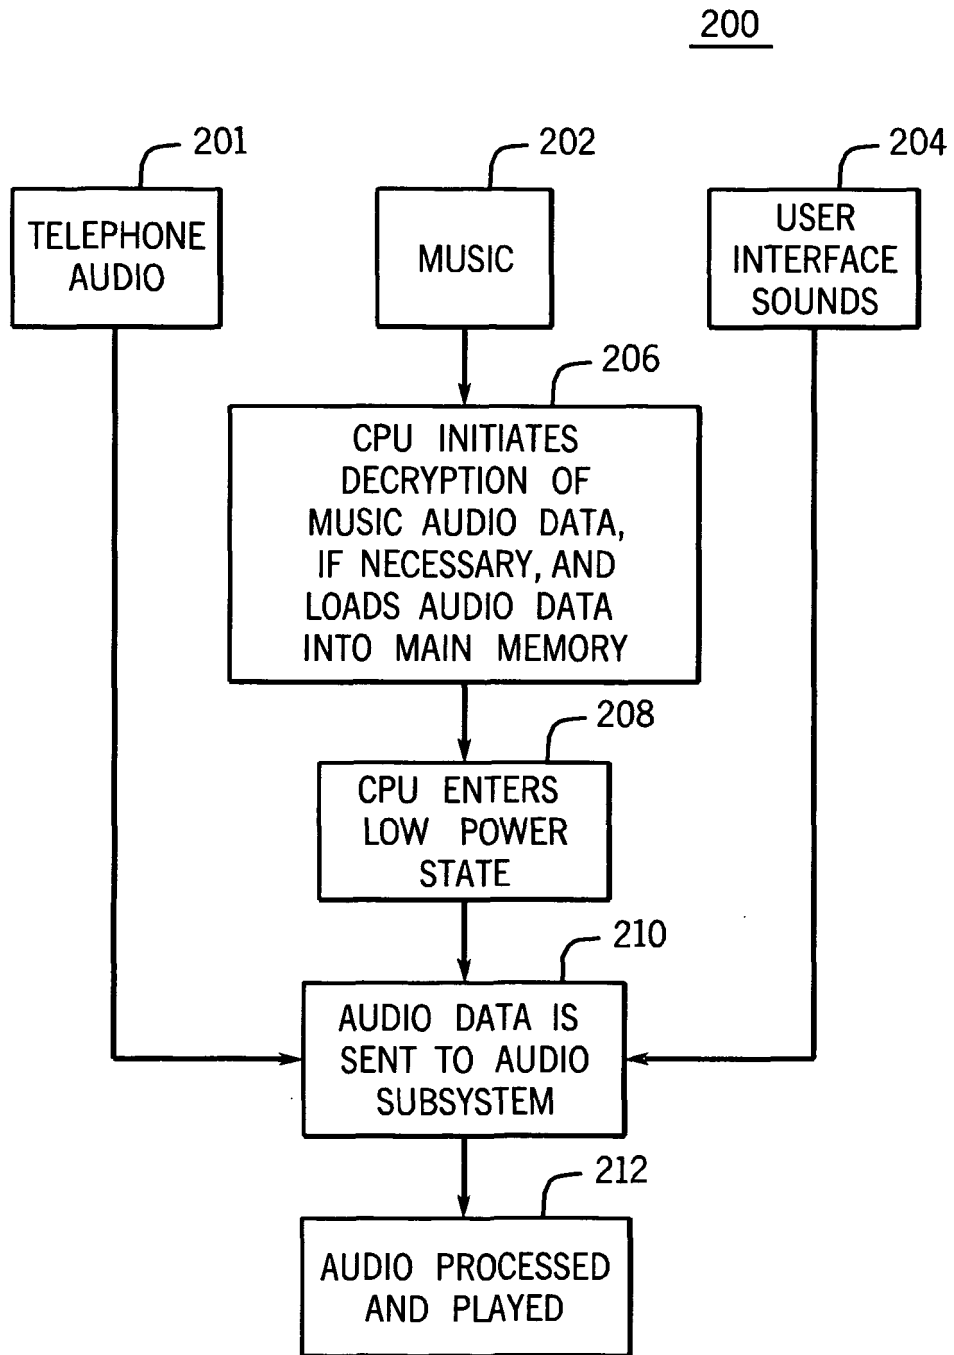 200
201
202
204
TELEPHONE
AUDIO
MUSIC
USER
INTERFACE
SOUNDS
206
CPU INITIATES
DECRYPTION OF
MUSIC AUDIO DATA,
IF NECESSARY, AND
LOADS AUDIO DATA
INTO MAIN MEMORY
208
CPU ENTERS
LOW POWER
STATE
210
AUDIO DATA IS
SENT TO AUDIO
SUBSYSTEM
212
AUDIO PROCESSED
AND PLAYED